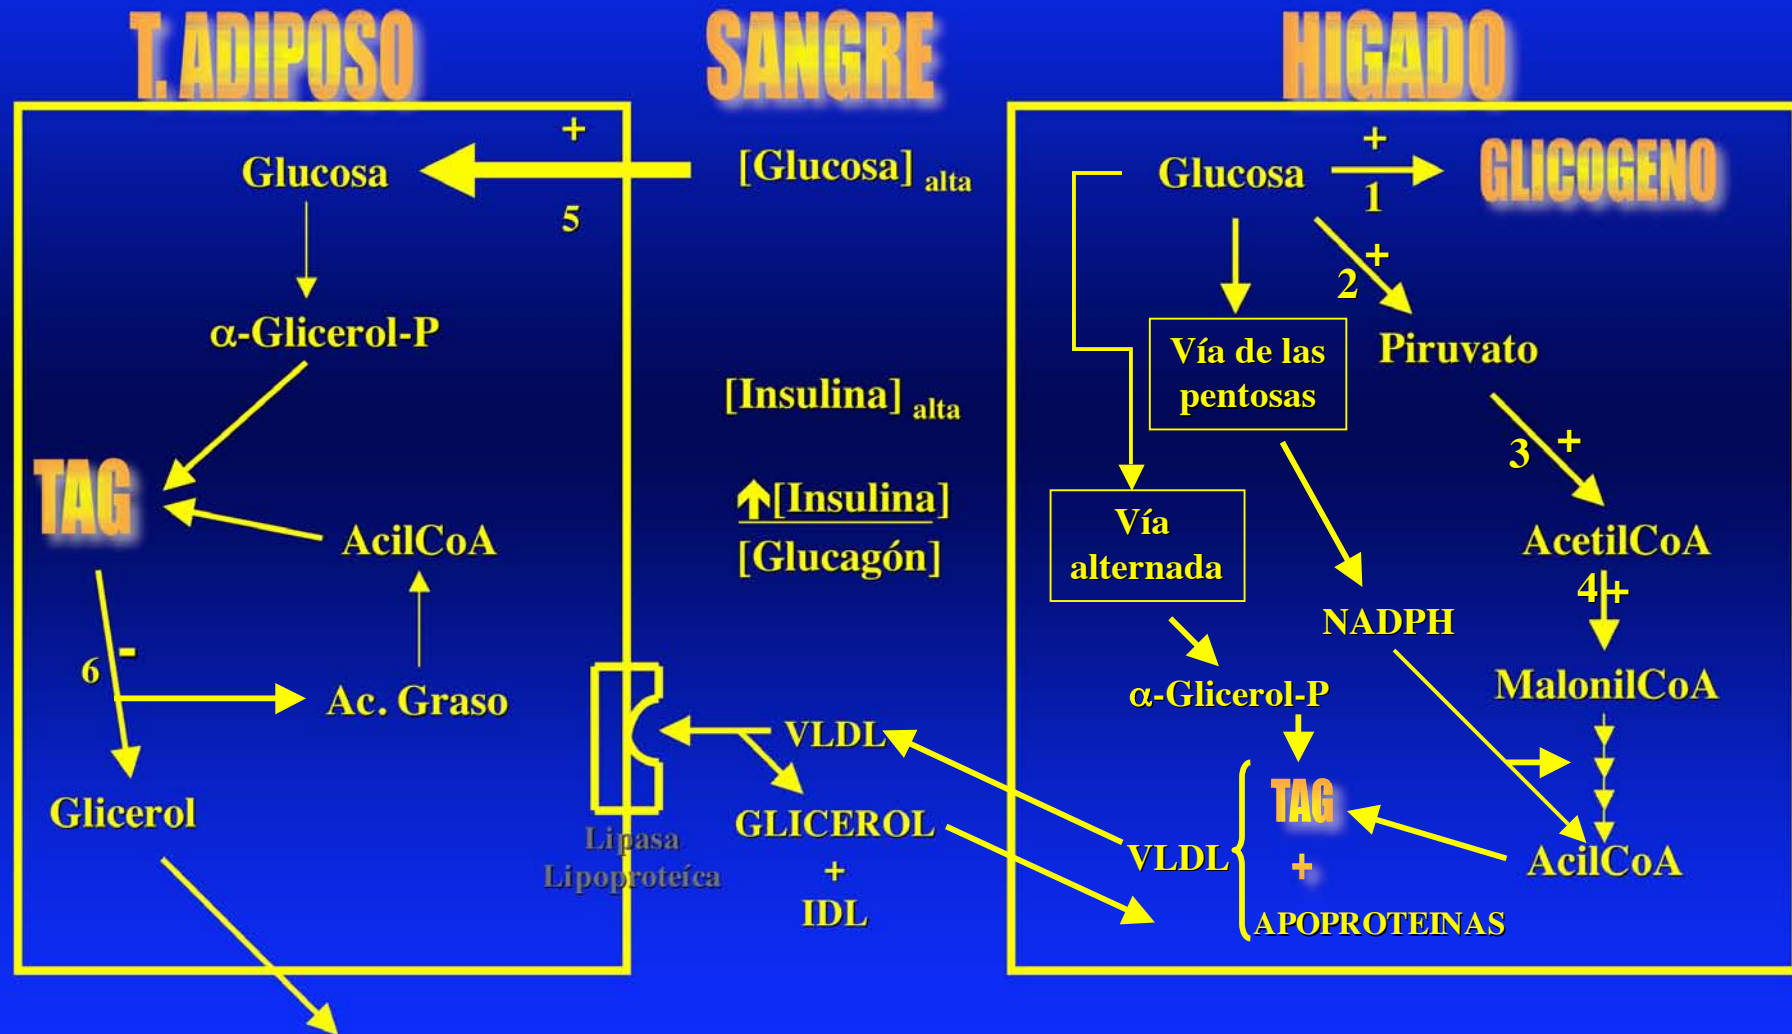 T. ADIPOSO
SANGRE
HIGADO
+
Glucosa
5
α-Glicerol-P
TAG
AcilCoA
6
-
Ac. Graso
Glicerol
[Glucosa] alta
[Insulina] alta
[Insulina]
[Glucagón]
VLDL
GLICEROL
+
IDL
Lipasa
Lipoproteíca
Glucosa
+
1
GLICOGENO
+
2
Vía de las
pentosas
Piruvato
3
+
Vía
alternada
AcetilCoA
4
+
NADPH
α-Glicerol-P
MalonilCoA
TAG
VLDL
+
AcilCoA
APOPROTEINAS